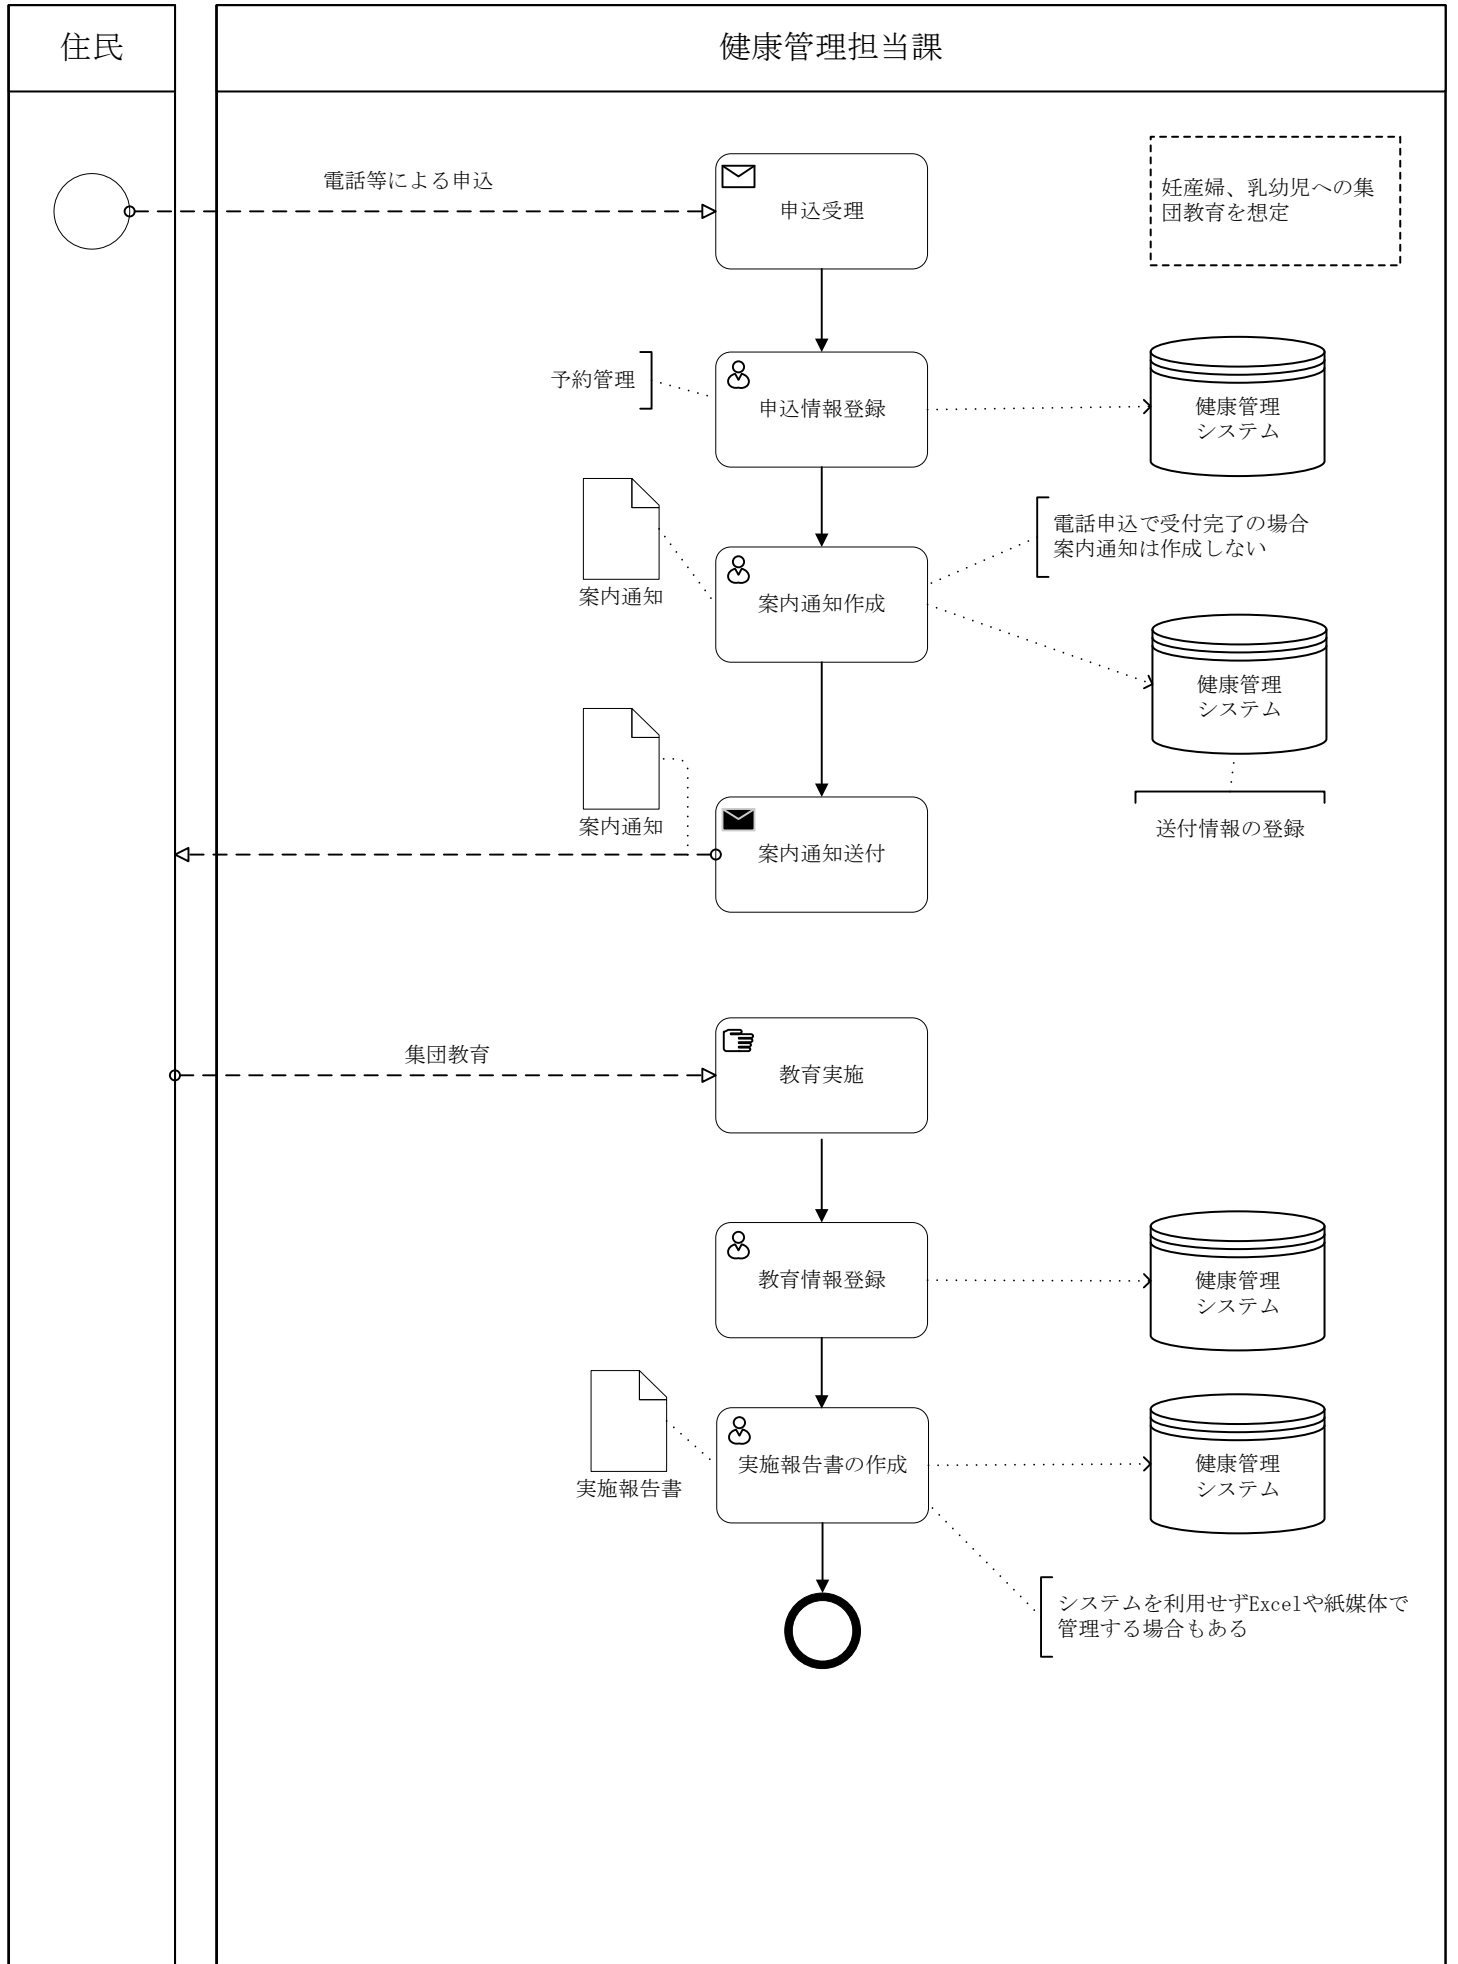 住民
健康管理担当課
電話等による申込
申込受理
妊産婦、乳幼児への集
団教育を想定
予約管理
申込情報登録
健康管理
システム
案内通知
電話申込で受付完了の場合
案内通知は作成しない
案内通知作成
健康管理
システム
案内通知
送付情報の登録
案内通知送付
集団教育
教育実施
教育情報登録
健康管理
システム
実施報告書
実施報告書の作成
健康管理
システム
システムを利用せずExcelや紙媒体で
管理する場合もある